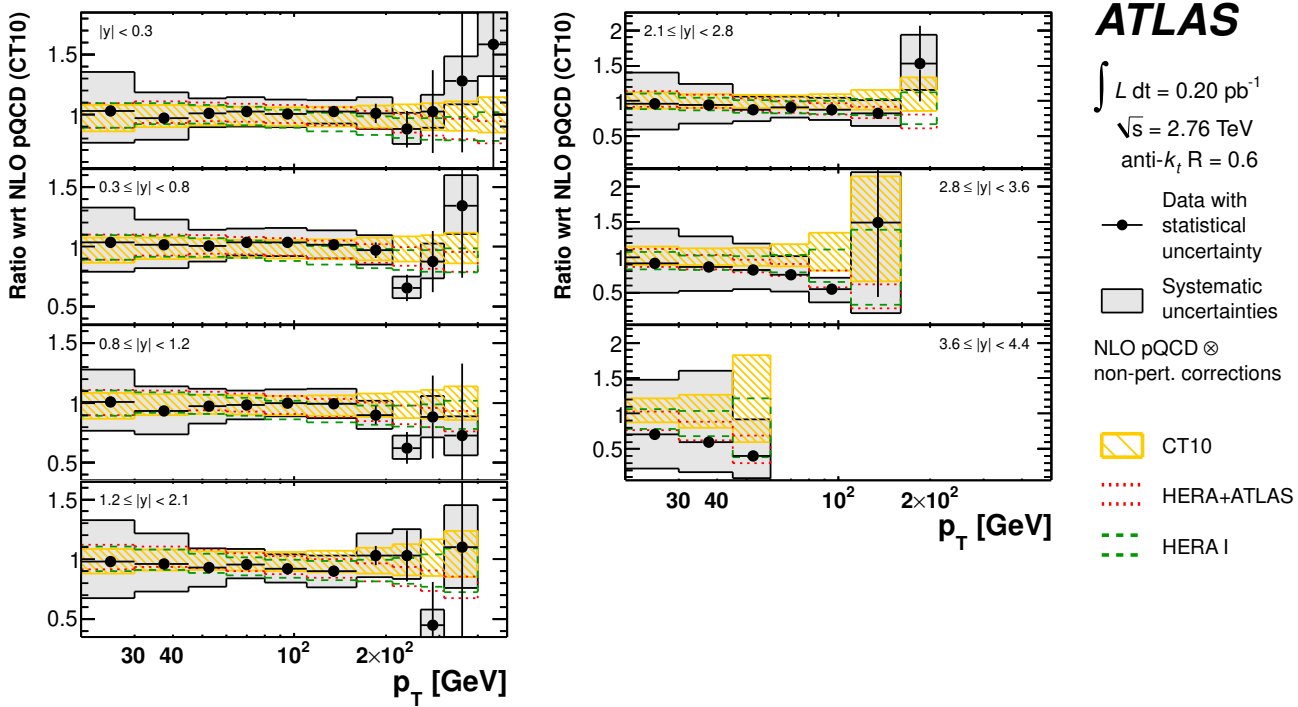 Ratio wrt NLO pQCD (CT10)
|y| < 0.3
1.5
1
0.3 ≤ |y| < 0.8
1.5
1
0.5
0.8 ≤ |y| < 1.2
1.5
1
0.5
1.2 ≤ |y| < 2.1
1.5
1
0.5
30 40 10² 2×10²
p_T [GeV]
Ratio wrt NLO pQCD (CT10)
2.1 ≤ |y| < 2.8
2
1.5
1
0.5
2.8 ≤ |y| < 3.6
2
1.5
1
0.5
3.6 ≤ |y| < 4.4
2
1.5
1
0.5
30 40 10² 2×10²
p_T [GeV]
ATLAS
∫ L dt = 0.20 pb⁻¹
√s = 2.76 TeV
anti-k_t R = 0.6
Data with
statistical
uncertainty
Systematic
uncertainties
NLO pQCD ⊗
non-pert. corrections
CT10
HERA+ATLAS
HERA I